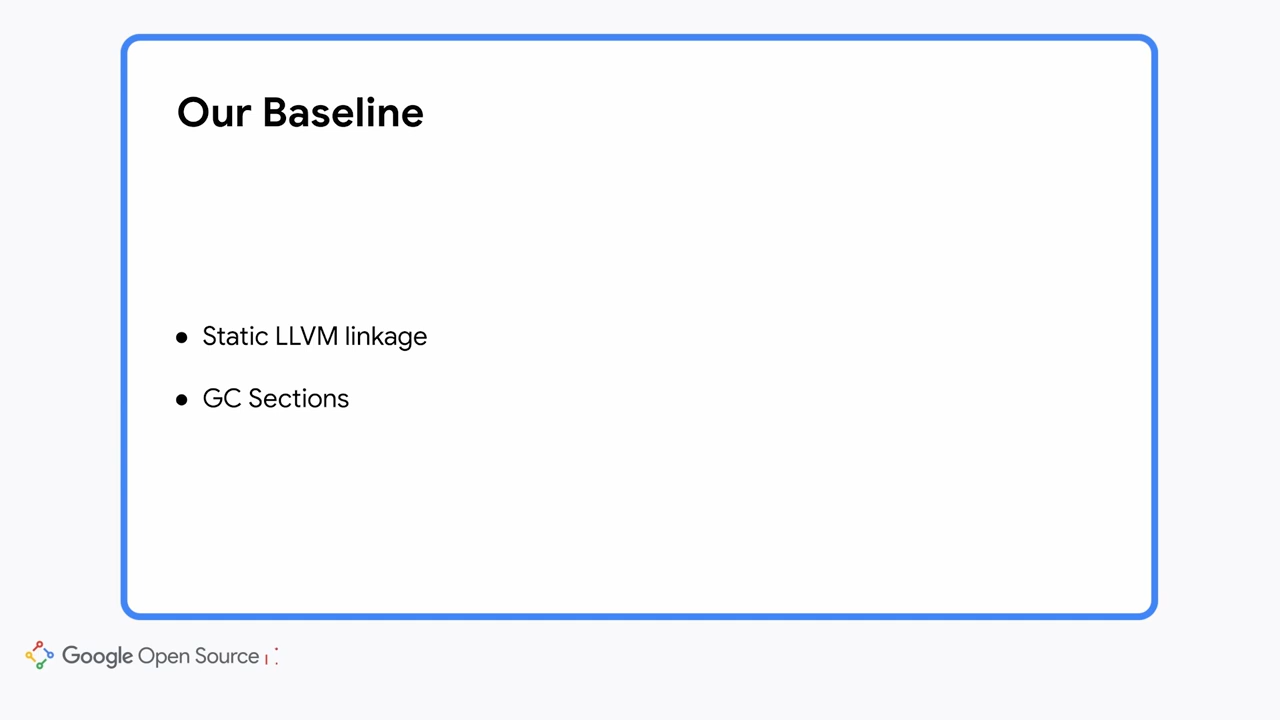 Our Baseline
● Static LLVM linkage
● GC Sections
Google Open Source